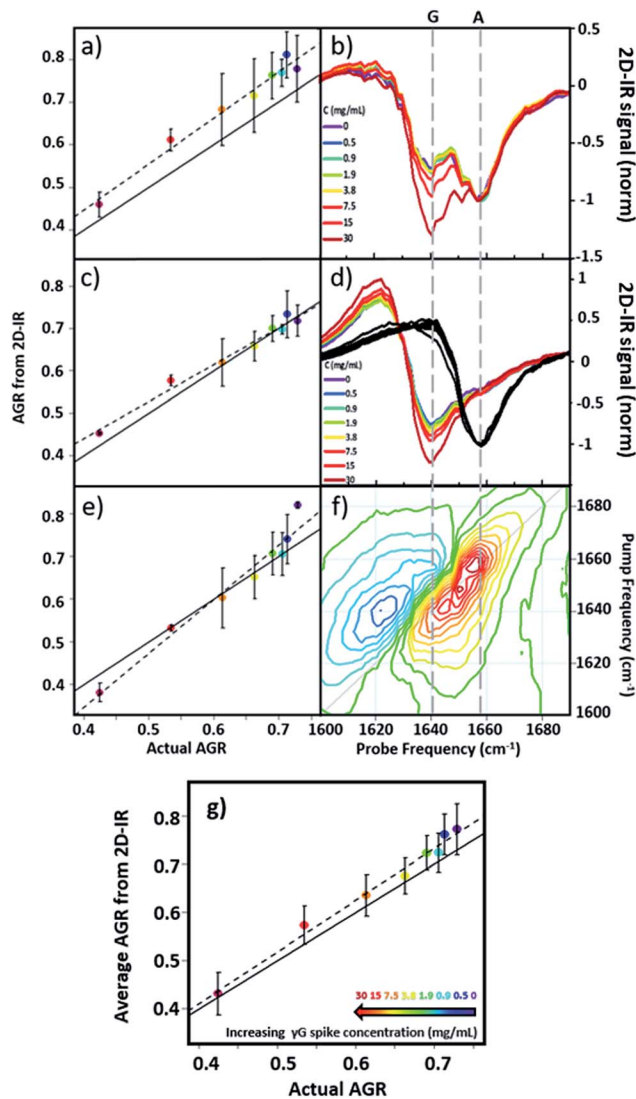 G A
a)
0.8
0.7
0.6
0.5
0.4
b)
C (mg/mL)
0
0.5
0.9
1.9
3.8
7.5
15
30
0.5
0
-0.5
-1
-1.5
2D-IR signal (norm)
c)
0.8
0.7
0.6
0.5
0.4
AGR from 2D-IR
d)
C (mg/mL)
0
0.5
0.9
1.9
3.8
7.5
15
30
1
0.5
0
-0.5
-1
2D-IR signal (norm)
e)
0.8
0.7
0.6
0.5
0.4
0.4 0.5 0.6 0.7
Actual AGR
f)
1680
1660
1640
1620
1600
Pump Frequency (cm-1)
1600 1620 1640 1660 1680
Probe Frequency (cm-1)
g)
0.8
0.7
0.6
0.5
0.4
Average AGR from 2D-IR
30 15 7.5 3.8 1.9 0.9 0.5 0
Increasing γG spike concentration (mg/mL)
0.4 0.5 0.6 0.7
Actual AGR